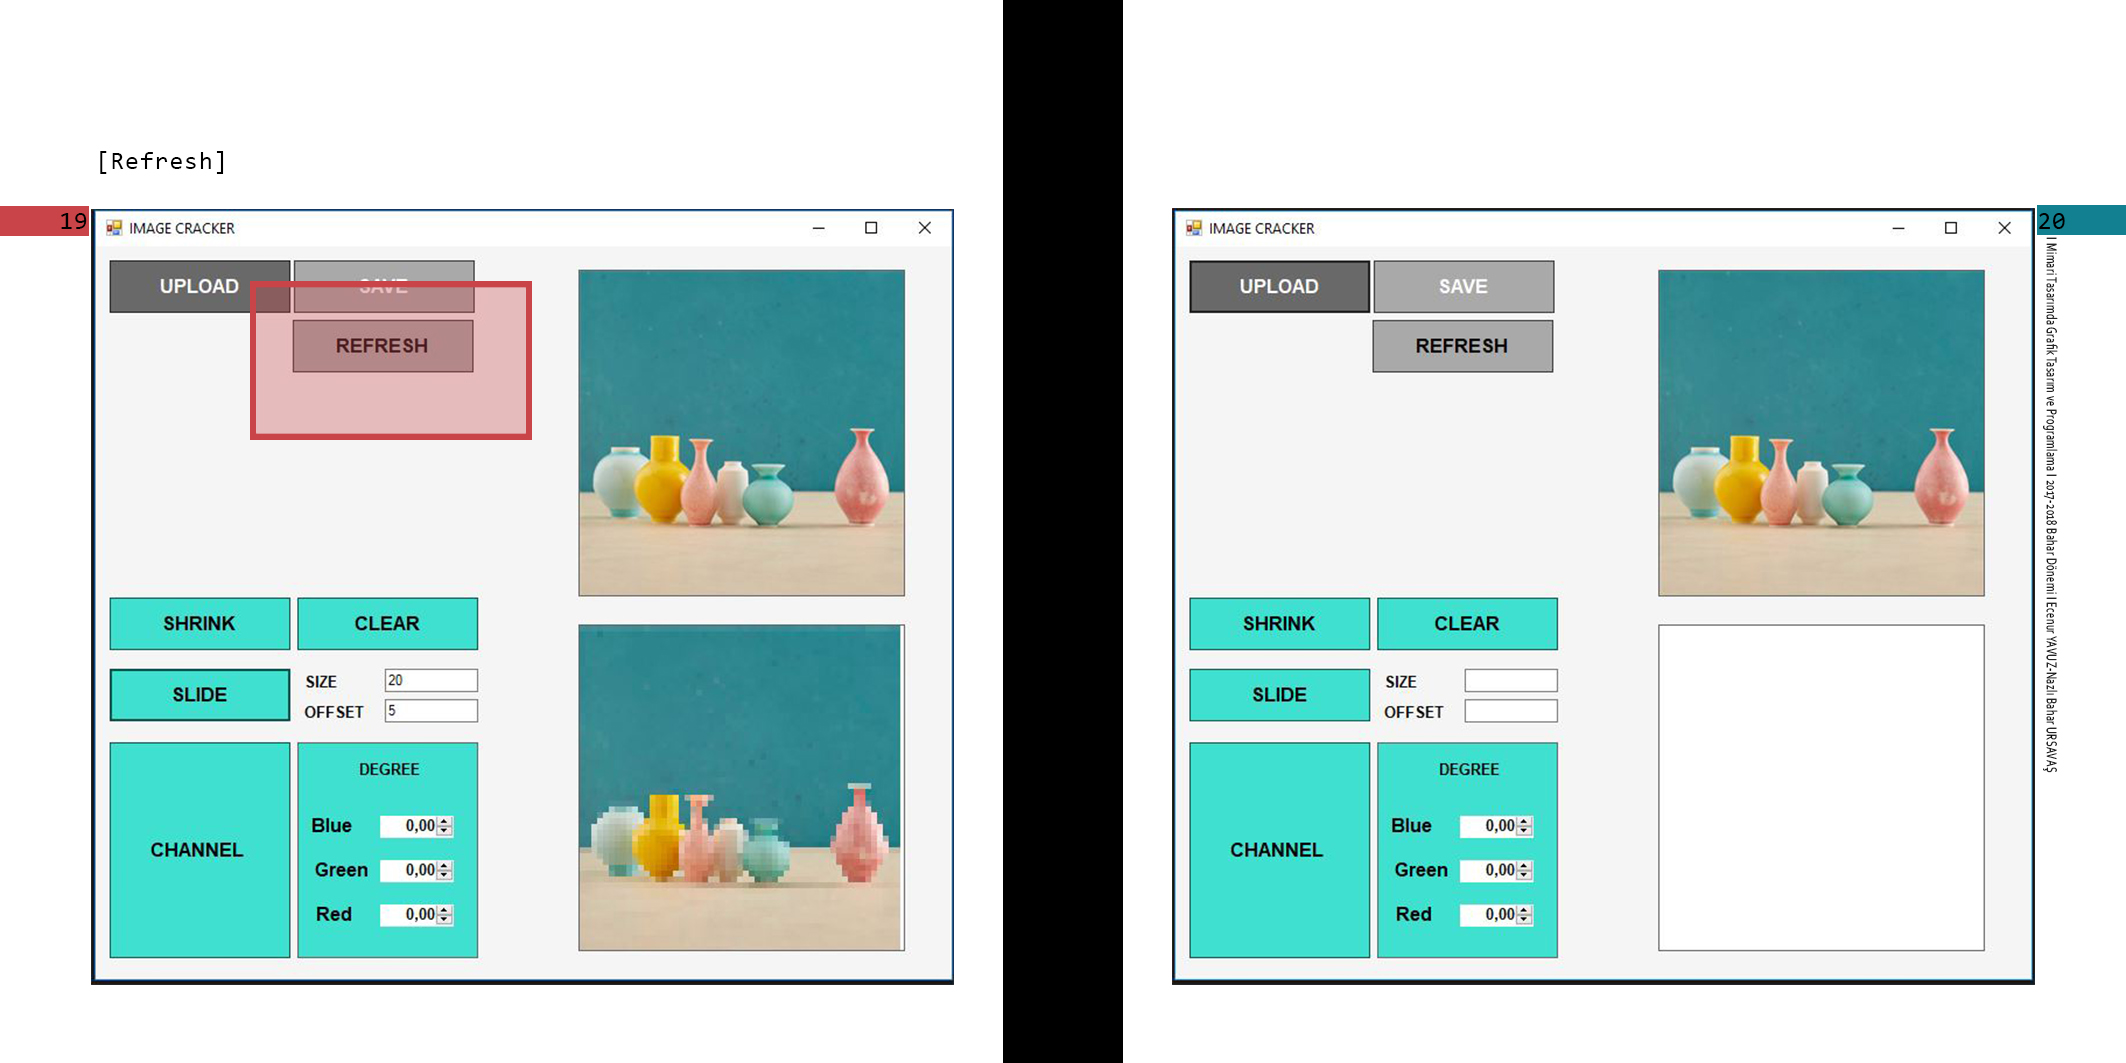 [Refresh]
19
IMAGE CRACKER
UPLOAD
SAVE
REFRESH
SHRINK
CLEAR
SLIDE
SIZE
20
OFFSET
5
CHANNEL
DEGREE
Blue
0,00
Green
0,00
Red
0,00
20
IMAGE CRACKER
UPLOAD
SAVE
REFRESH
SHRINK
CLEAR
SLIDE
SIZE
OFFSET
CHANNEL
DEGREE
Blue
0,00
Green
0,00
Red
0,00
I Mimari Tasarımda Grafik Tasarım ve Programlama I 2017-2018 Bahar Dönemi I Ecenur YAVUZ-Nazlı Bahar URSAVAŞ